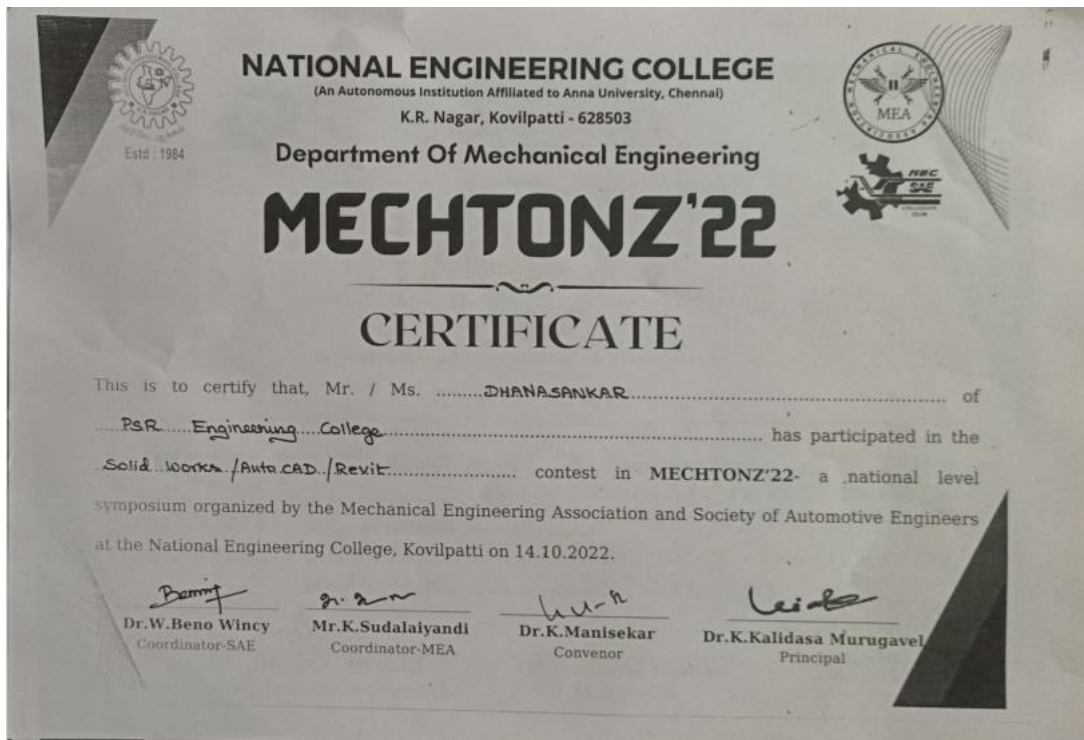 NATIONAL ENGINEERING COLLEGE
(An Autonomous Institution Affiliated to Anna University, Chennai)
K.R. Nagar, Kovilpatti - 628503
Estd : 1984
MEA
Department Of Mechanical Engineering
NEC
SAE
COLLEGIATE
CLUB
MECHTONZ'22
CERTIFICATE
This is to certify that, Mr. / Ms. .........DHANASANKAR................................................................ of
......PSR......Engineering....College............................................................................ has participated in the
Solid works /Auto CAD /Revit.......................... contest in MECHTONZ'22- a national level
symposium organized by the Mechanical Engineering Association and Society of Automotive Engineers
at the National Engineering College, Kovilpatti on 14.10.2022.
Dr.W.Beno Wincy
Coordinator-SAE
Mr.K.Sudalaiyandi
Coordinator-MEA
Dr.K.Manisekar
Convenor
Dr.K.Kalidasa Murugavel
Principal